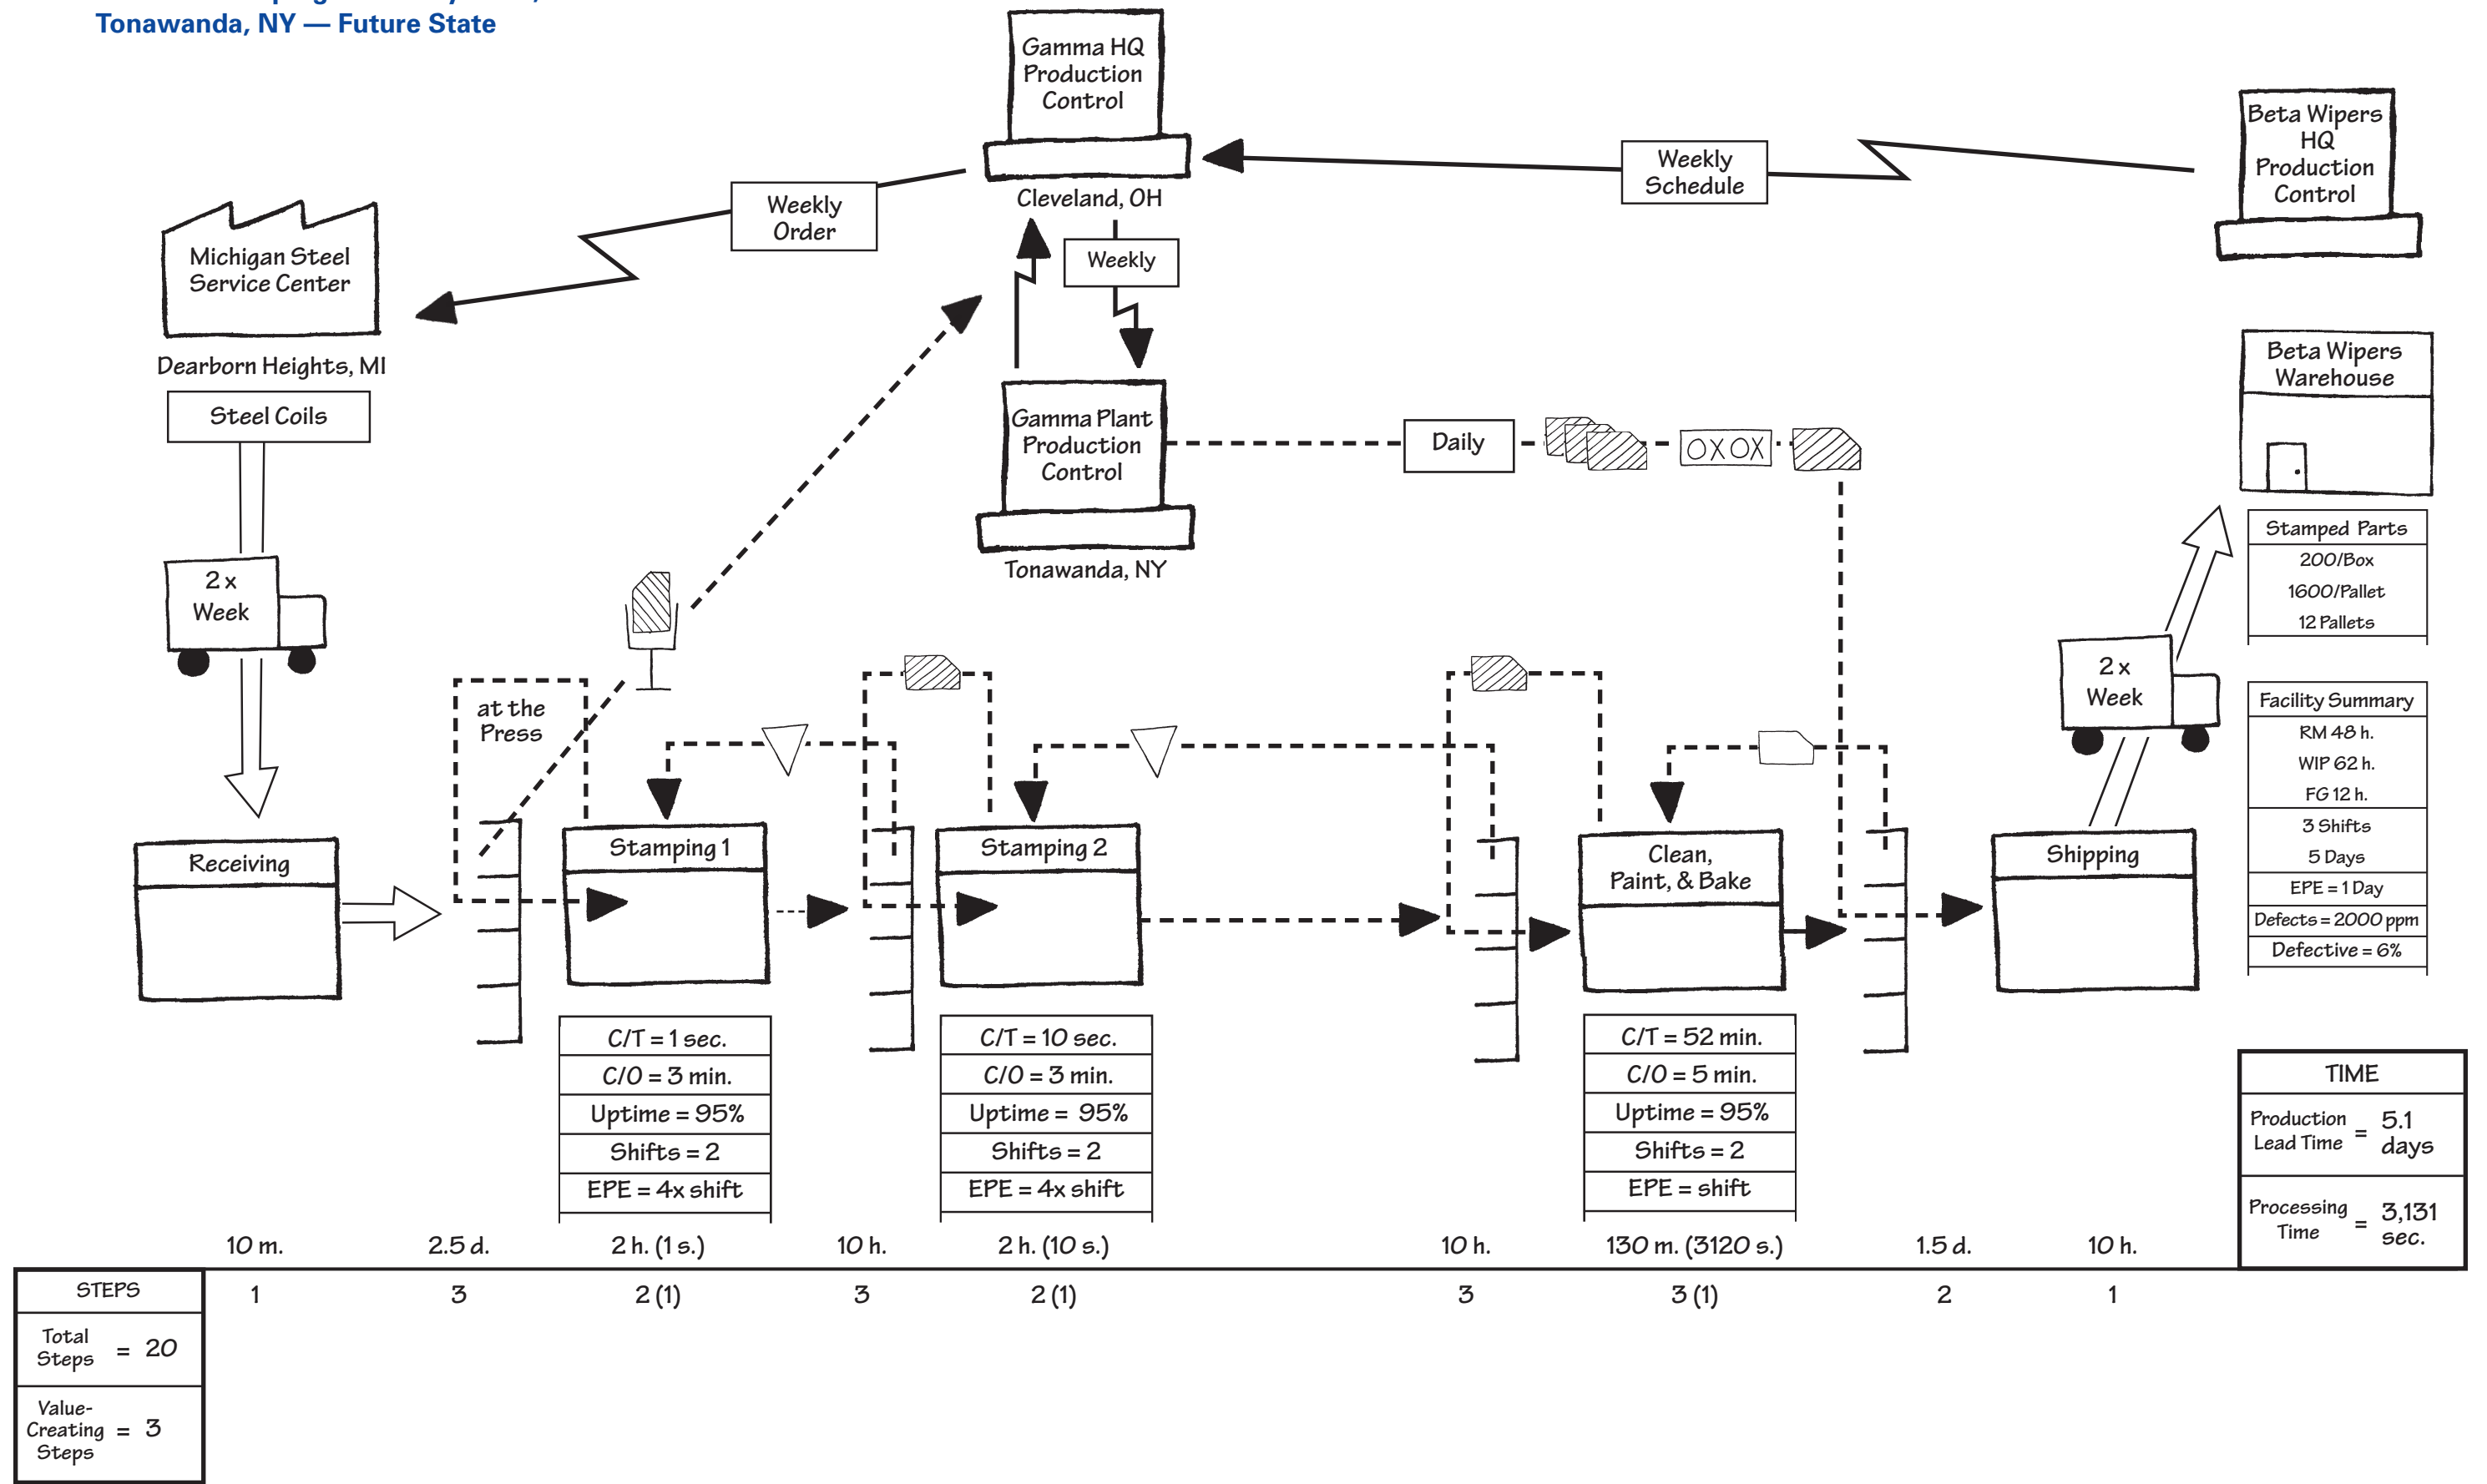 Tonawanda, NY — Future State
Gamma HQ
Production
Control
Cleveland, OH
Weekly
Schedule
Beta Wipers
HQ
Production
Control
Weekly
Order
Weekly
Michigan Steel
Service Center
Dearborn Heights, MI
Steel Coils
2 x
Week
Gamma Plant
Production
Control
Tonawanda, NY
Daily
OXOX
Beta Wipers
Warehouse
Stamped Parts
200/Box
1600/Pallet
12 Pallets
2 x
Week
Facility Summary
RM 48 h.
WIP 62 h.
FG 12 h.
3 Shifts
5 Days
EPE = 1 Day
Defects = 2000 ppm
Defective = 6%
at the
Press
Receiving
Stamping 1
Stamping 2
Clean,
Paint, & Bake
Shipping
C/T = 1 sec.
C/O = 3 min.
Uptime = 95%
Shifts = 2
EPE = 4x shift
C/T = 10 sec.
C/O = 3 min.
Uptime = 95%
Shifts = 2
EPE = 4x shift
C/T = 52 min.
C/O = 5 min.
Uptime = 95%
Shifts = 2
EPE = shift
TIME
Production
Lead Time = 5.1
days
Processing
Time = 3,131
sec.
10 m. 2.5 d. 2 h. (1 s.) 10 h. 2 h. (10 s.) 10 h. 130 m. (3120 s.) 1.5 d. 10 h.
1 3 2 (1) 3 2 (1) 3 3 (1) 2 1
STEPS
Total
Steps = 20
Value-
Creating = 3
Steps